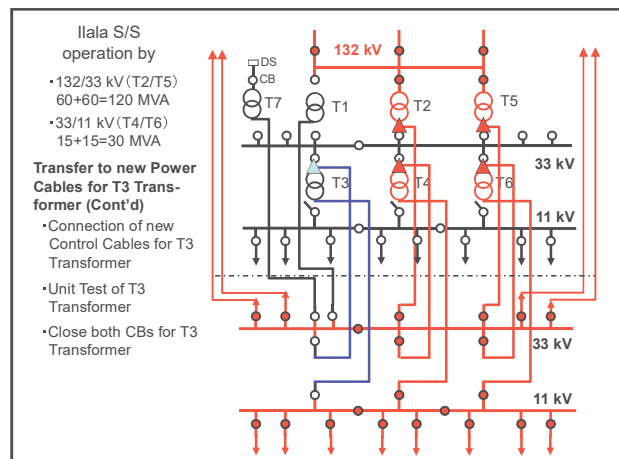 Ilala S/S
operation by
・132/33 kV(T2/T5)
60+60=120 MVA
・33/11 kV(T4/T6)
15+15=30 MVA
Transfer to new Power
Cables for T3 Trans-
former (Cont'd)
・Connection of new
Control Cables for T3
Transformer
・Unit Test of T3
Transformer
・Close both CBs for T3
Transformer
132 kV
DS
CB
T7
T1
T2
T5
33 kV
T3
T4
T6
11 kV
33 kV
11 kV